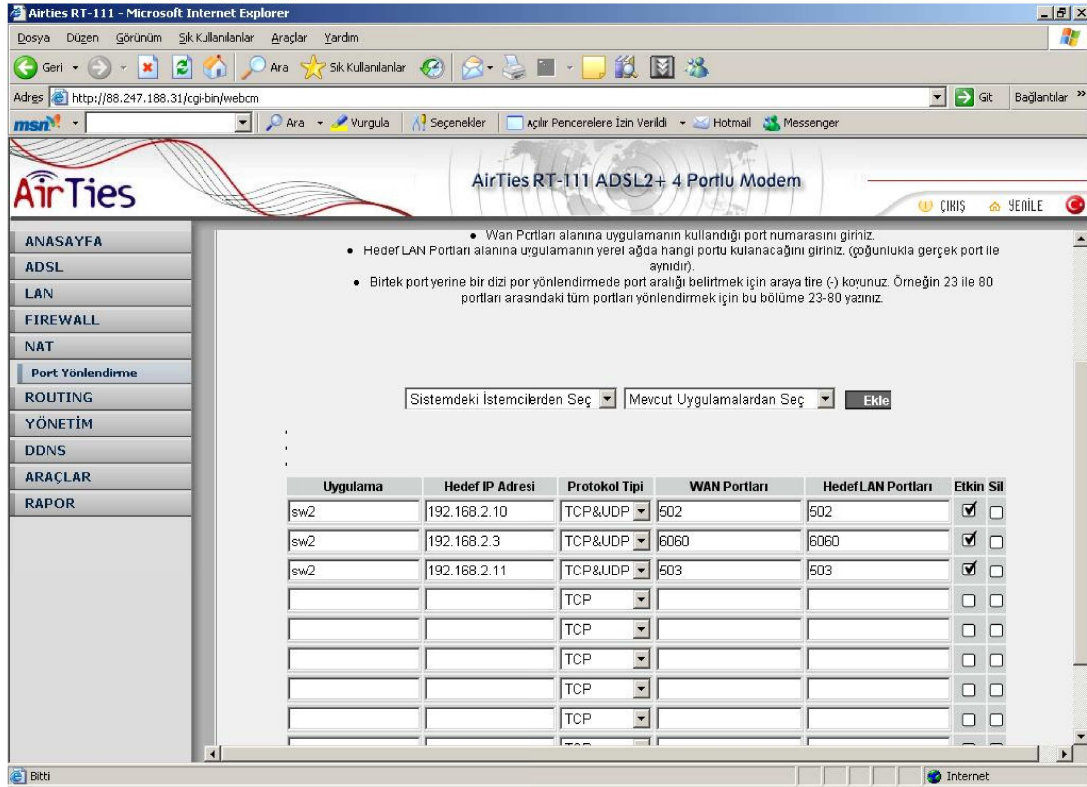 Airties RT-111 - Microsoft Internet Explorer
Dosya Düzen Görünüm Sık Kullanılanlar Araçlar Yardım
Geri Ara Sık Kullanılanlar
Adres http://88.247.188.31/cgi-bin/webcm Git Bağlantılar »
msn Ara Vurgula Seçenekler Açılır Pencerelere İzin Verildi Hotmail Messenger
AirTies
AirTies RT-111 ADSL2+ 4 Portlu Modem
ÇIKIŞ YENİLE
ANASAYFA
ADSL
LAN
FIREWALL
NAT
Port Yönlendirme
ROUTING
YÖNETİM
DDNS
ARAÇLAR
RAPOR
• Wan Portları alanına uygulamanın kullandığı port numarasını giriniz.
• Hedef LAN Portları alanına uygulamanın yerel ağda hangi portu kulanacağını giriniz. (çoğunlukla gerçek port ile
aynıdır).
• Birtek port yerine bir dizi por yönlendirmede port aralığı belirtmek için araya tire (-) koyunuz. Örneğin 23 ile 80
portları arasındaki tüm portları yönlendirmek için bu bölüme 23-80 yazınız.
Sistemdeki İstemcilerden Seç Mevcut Uygulamalardan Seç Ekle
Uygulama Hedef IP Adresi Protokol Tipi WAN Portları Hedef LAN Portları Etkin Sil
sw2 192.168.2.10 TCP&UDP 502 502
sw2 192.168.2.3 TCP&UDP 6060 6060
sw2 192.168.2.11 TCP&UDP 503 503
TCP
TCP
TCP
TCP
TCP
Bitti Internet